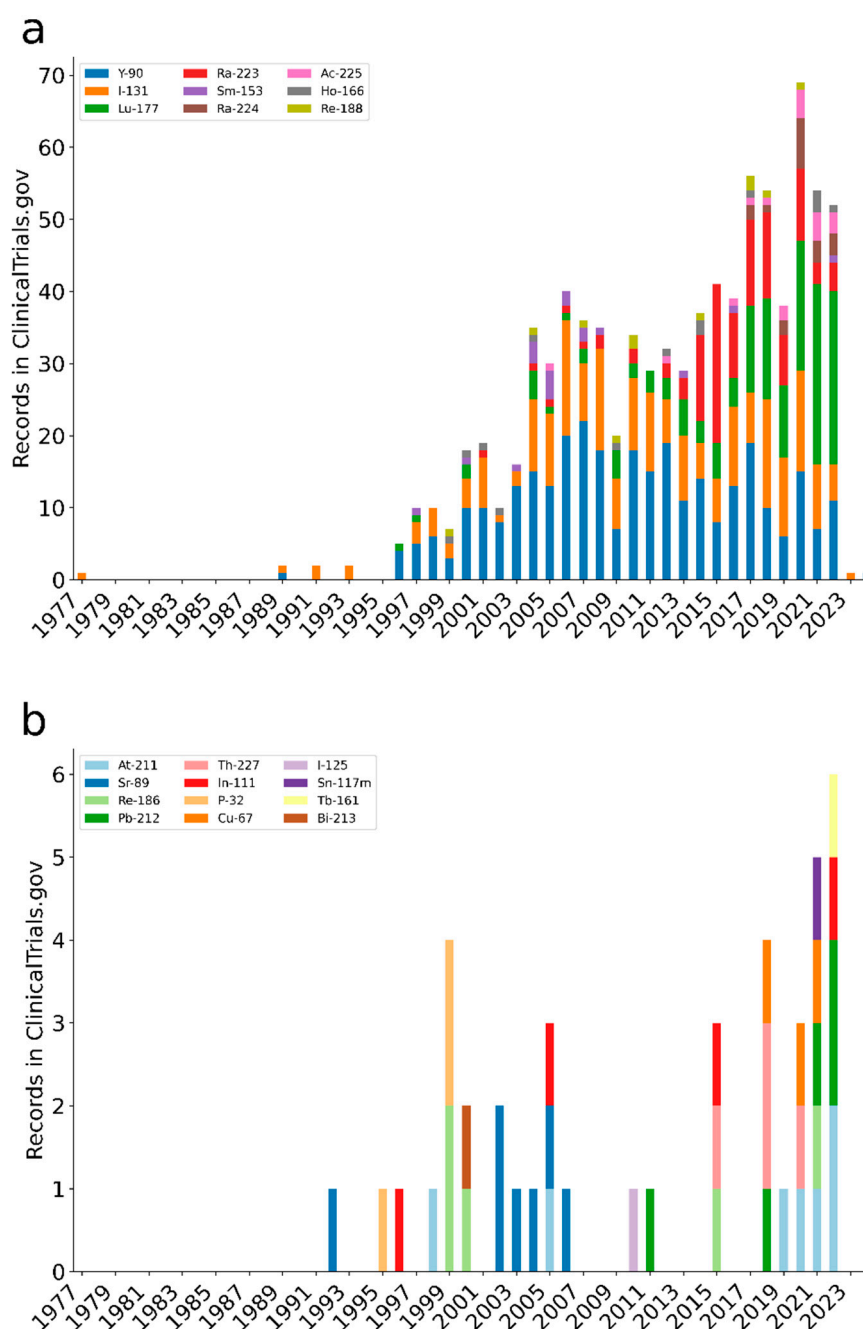 a
Y-90 Ra-223 Ac-225
I-131 Sm-153 Ho-166
Lu-177 Ra-224 Re-188
Records in ClinicalTrials.gov
70
60
50
40
30
20
10
0
1977 1979 1981 1983 1985 1987 1989 1991 1993 1995 1997 1999 2001 2003 2005 2007 2009 2011 2013 2015 2017 2019 2021 2023
b
At-211 Th-227 I-125
Sr-89 In-111 Sn-117m
Re-186 P-32 Tb-161
Pb-212 Cu-67 Bi-213
Records in ClinicalTrials.gov
6
5
4
3
2
1
0
1977 1979 1981 1983 1985 1987 1989 1991 1993 1995 1997 1999 2001 2003 2005 2007 2009 2011 2013 2015 2017 2019 2021 2023